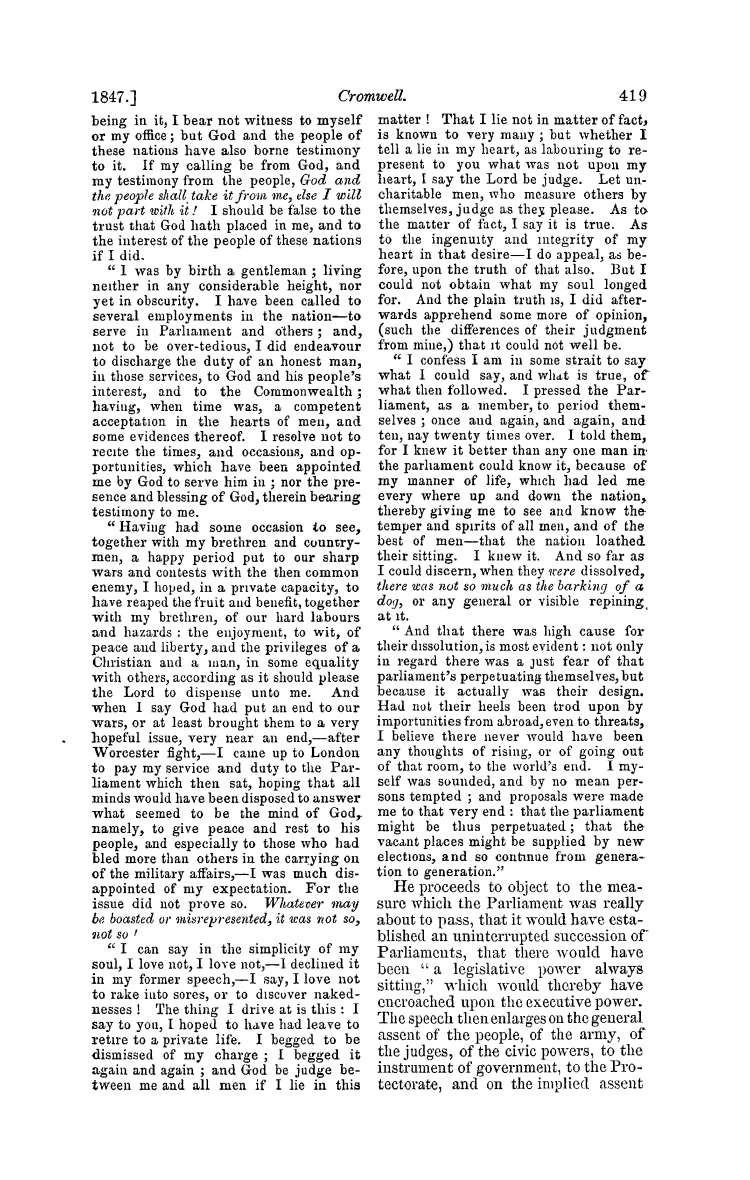 1847.] Cromwell. 419
being in it, I bear not witness to myself
or my office; but God and the people of
these nations have also borne testimony
to it. If my calling be from God, and
my testimony from the people, God and
the people shall take it from me, else I will
not part with it! I should be false to the
trust that God hath placed in me, and to
the interest of the people of these nations
if I did.
"I was by birth a gentleman; living
neither in any considerable height, nor
yet in obscurity. I have been called to
several employments in the nation—to
serve in Parliament and others; and,
not to be over-tedious, I did endeavour
to discharge the duty of an honest man,
in those services, to God and his people's
interest, and to the Commonwealth;
having, when time was, a competent
acceptation in the hearts of men, and
some evidences thereof. I resolve not to
recite the times, and occasions, and op-
portunities, which have been appointed
me by God to serve him in; nor the pre-
sence and blessing of God, therein bearing
testimony to me.
"Having had some occasion to see,
together with my brethren and country-
men, a happy period put to our sharp
wars and contests with the then common
enemy, I hoped, in a private capacity, to
have reaped the fruit and benefit, together
with my brethren, of our hard labours
and hazards: the enjoyment, to wit, of
peace and liberty, and the privileges of a
Christian and a man, in some equality
with others, according as it should please
the Lord to dispense unto me. And
when I say God had put an end to our
wars, or at least brought them to a very
hopeful issue, very near an end,—after
Worcester fight,—I came up to London
to pay my service and duty to the Par-
liament which then sat, hoping that all
minds would have been disposed to answer
what seemed to be the mind of God,
namely, to give peace and rest to his
people, and especially to those who had
bled more than others in the carrying on
of the military affairs,—I was much dis-
appointed of my expectation. For the
issue did not prove so. Whatever may
be boasted or misrepresented, it was not so,
not so!
"I can say in the simplicity of my
soul, I love not, I love not,—I declined it
in my former speech,—I say, I love not
to rake into sores, or to discover naked-
nesses! The thing I drive at is this: I
say to you, I hoped to have had leave to
retire to a private life. I begged to be
dismissed of my charge; I begged it
again and again; and God be judge be-
tween me and all men if I lie in this
matter! That I lie not in matter of fact,
is known to very many; but whether I
tell a lie in my heart, as labouring to re-
present to you what was not upon my
heart, I say the Lord be judge. Let un-
charitable men, who measure others by
themselves, judge as they please. As to
the matter of fact, I say it is true. As
to the ingenuity and integrity of my
heart in that desire—I do appeal, as be-
fore, upon the truth of that also. But I
could not obtain what my soul longed
for. And the plain truth is, I did after-
wards apprehend some more of opinion,
(such the differences of their judgment
from mine,) that it could not well be.
"I confess I am in some strait to say
what I could say, and what is true, of
what then followed. I pressed the Par-
liament, as a member, to period them-
selves; once and again, and again, and
ten, nay twenty times over. I told them,
for I knew it better than any one man in
the parliament could know it, because of
my manner of life, which had led me
every where up and down the nation,
thereby giving me to see and know the
temper and spirits of all men, and of the
best of men—that the nation loathed
their sitting. I knew it. And so far as
I could discern, when they were dissolved,
there was not so much as the barking of a
dog, or any general or visible repining
at it.
"And that there was high cause for
their dissolution, is most evident: not only
in regard there was a just fear of that
parliament's perpetuating themselves, but
because it actually was their design.
Had not their heels been trod upon by
importunities from abroad, even to threats,
I believe there never would have been
any thoughts of rising, or of going out
of that room, to the world's end. I my-
self was sounded, and by no mean per-
sons tempted; and proposals were made
me to that very end: that the parliament
might be thus perpetuated; that the
vacant places might be supplied by new
elections, and so continue from genera-
tion to generation."
He proceeds to object to the mea-
sure which the Parliament was really
about to pass, that it would have esta-
blished an uninterrupted succession of
Parliaments, that there would have
been "a legislative power always
sitting," which would thereby have
encroached upon the executive power.
The speech then enlarges on the general
assent of the people, of the army, of
the judges, of the civic powers, to the
instrument of government, to the Pro-
tectorate, and on the implied assent